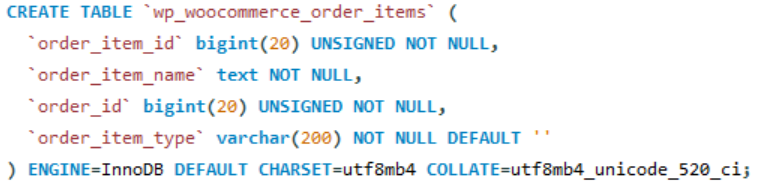 CREATE TABLE `wp_woocommerce_order_items` (
  `order_item_id` bigint(20) UNSIGNED NOT NULL,
  `order_item_name` text NOT NULL,
  `order_id` bigint(20) UNSIGNED NOT NULL,
  `order_item_type` varchar(200) NOT NULL DEFAULT ''
) ENGINE=InnoDB DEFAULT CHARSET=utf8mb4 COLLATE=utf8mb4_unicode_520_ci;